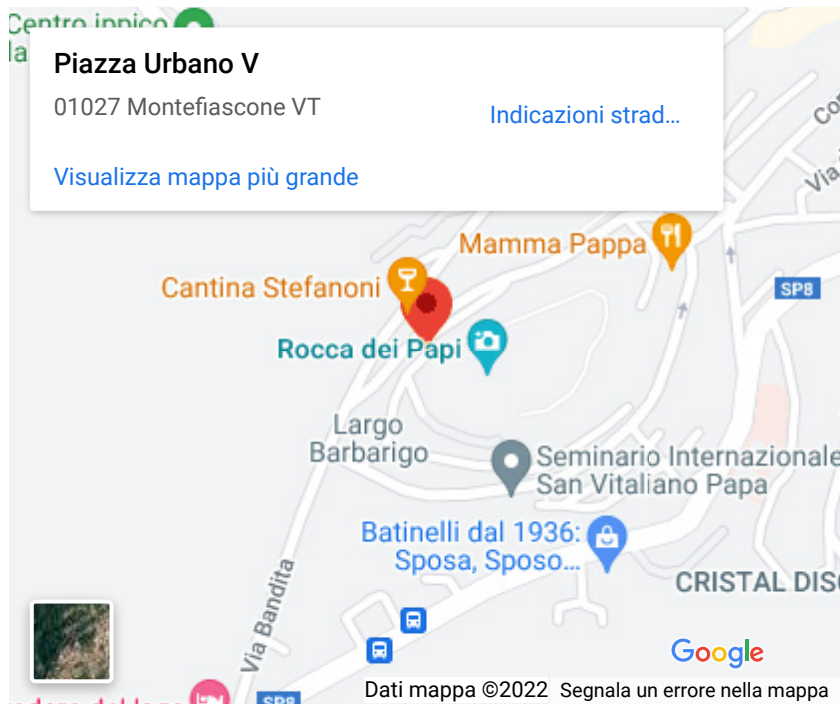 Centro ippico
Piazza Urbano V
01027 Montefiascone VT
Indicazioni strad...
Visualizza mappa più grande
Via
Mamma Pappa
Cantina Stefanoni
SP8
Rocca dei Papi
Largo
Barbarigo
Seminario Internazionale
San Vitaliano Papa
Batinelli dal 1936:
Sposa, Sposo...
CRISTAL DIS
Via Bandita
Google
SP8
Dati mappa ©2022
Segnala un errore nella mappa